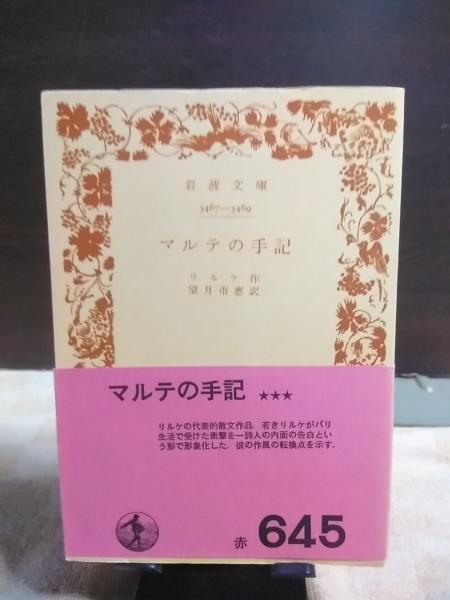 岩波文庫
3467—3469
マルテの手記
リルケ作
望月市恵訳
マルテの手記 ★★★
リルケの代表的散文作品. 若きリルケがパリ
生活で受けた衝撃を一詩人の内面の告白とい
う形で形象化した. 彼の作風の転換点を示す.
赤 645